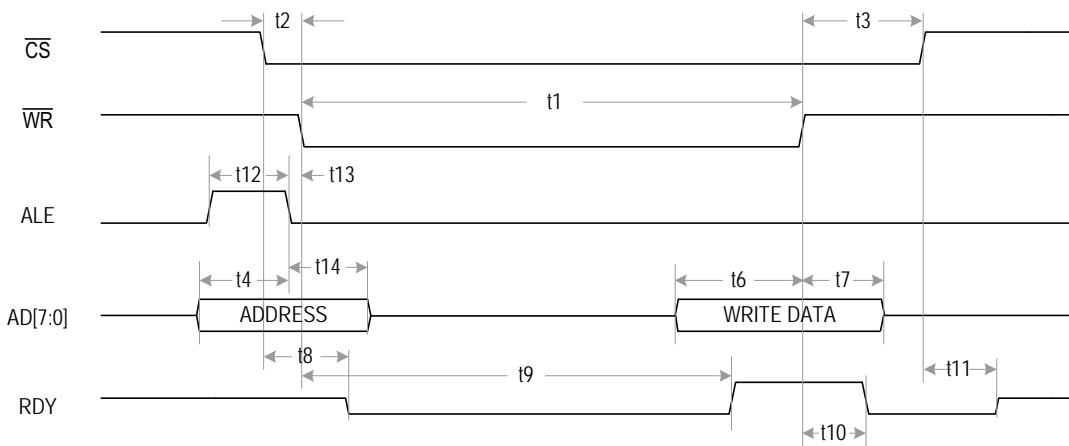 t2 t3
CS
t1
WR
t12 t13
ALE
t4 t14 t6 t7
AD[7:0] ADDRESS WRITE DATA
t8
t9 t11
RDY
t10